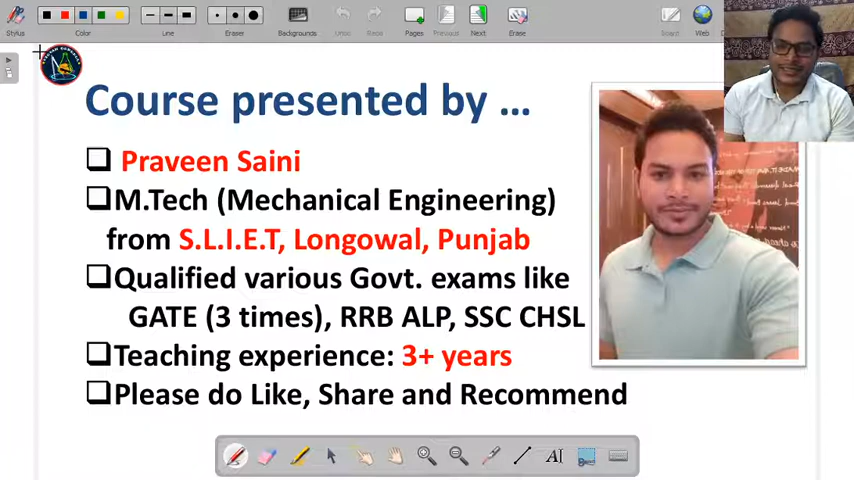 Stylus
Color
Line
Eraser
Backgrounds
Undo
Redo
Pages
Previous
Next
Erase
Board
Web
Course presented by ...
Praveen Saini
M.Tech (Mechanical Engineering)
from S.L.I.E.T, Longowal, Punjab
Qualified various Govt. exams like
GATE (3 times), RRB ALP, SSC CHSL
Teaching experience: 3+ years
Please do Like, Share and Recommend